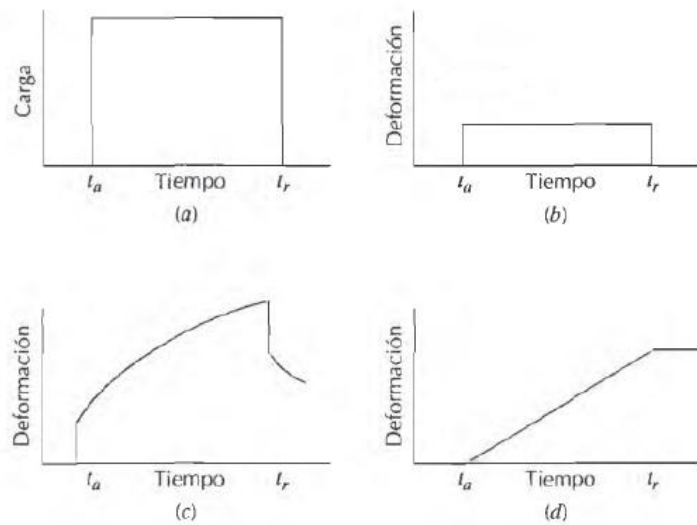 Carga
t_a Tiempo t_r
(a)
Deformación
t_a Tiempo t_r
(b)
Deformación
t_a Tiempo t_r
(c)
Deformación
t_a Tiempo t_r
(d)